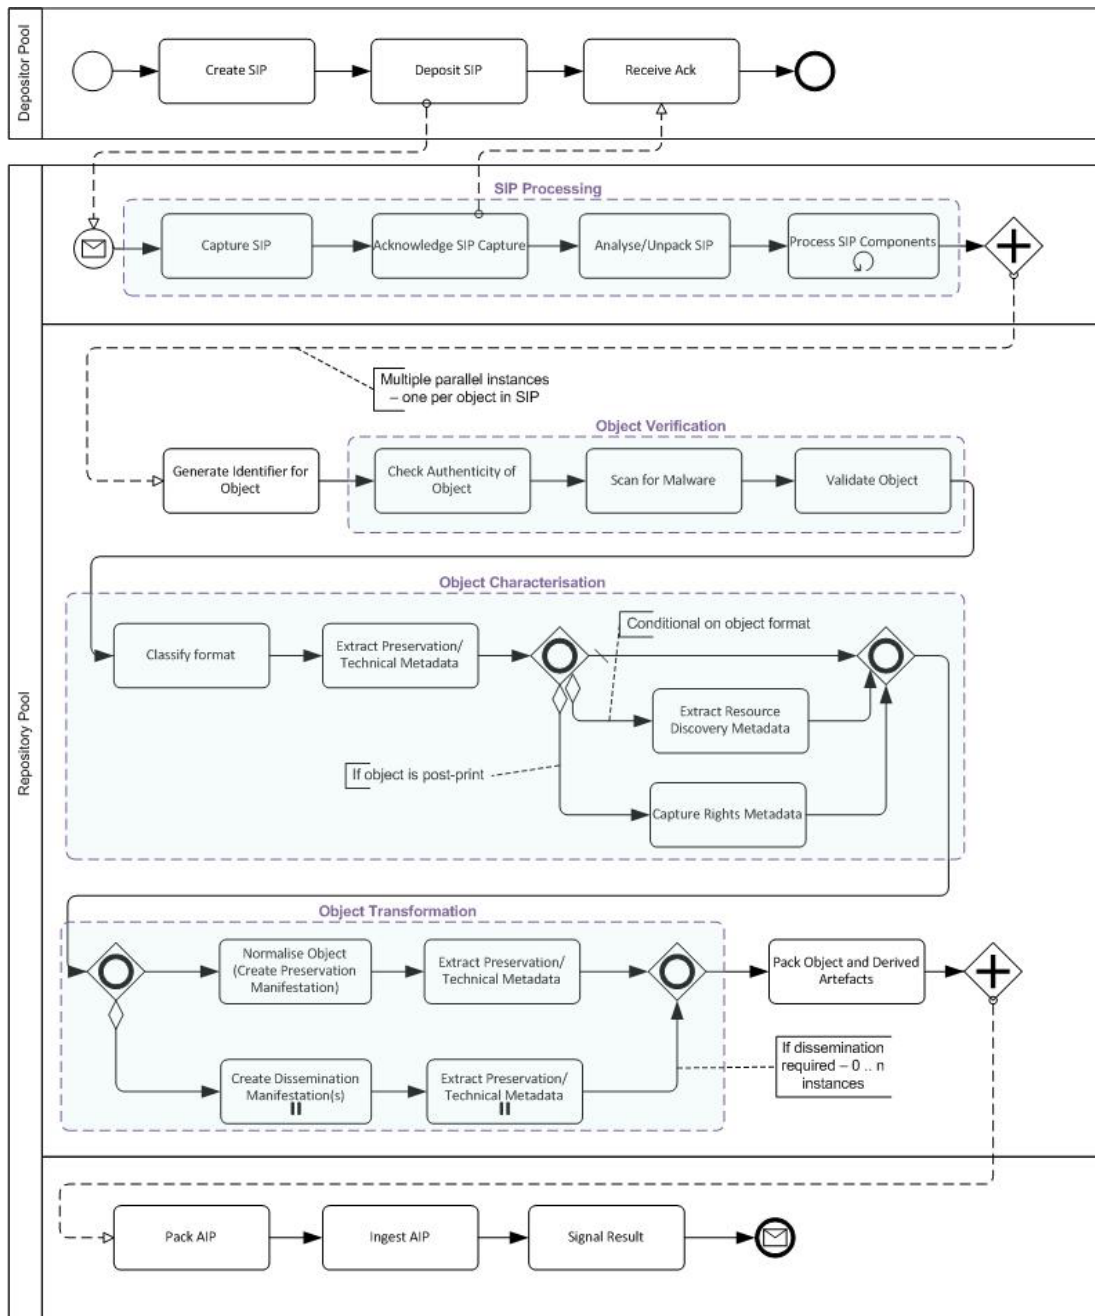 Depositor Pool
Create SIP
Deposit SIP
Receive Ack
Repository Pool
SIP Processing
Capture SIP
Acknowledge SIP Capture
Analyse/Unpack SIP
Process SIP Components
Multiple parallel instances
– one per object in SIP
Object Verification
Generate Identifier for
Object
Check Authenticity of
Object
Scan for Malware
Validate Object
Object Characterisation
Conditional on object format
Classify format
Extract Preservation/
Technical Metadata
Extract Resource
Discovery Metadata
If object is post-print
Capture Rights Metadata
Object Transformation
Normalise Object
(Create Preservation
Manifestation)
Extract Preservation/
Technical Metadata
Pack Object and Derived
Artefacts
If dissemination
required – 0 .. n
instances
Create Dissemination
Manifestation(s)
Extract Preservation/
Technical Metadata
Pack AIP
Ingest AIP
Signal Result